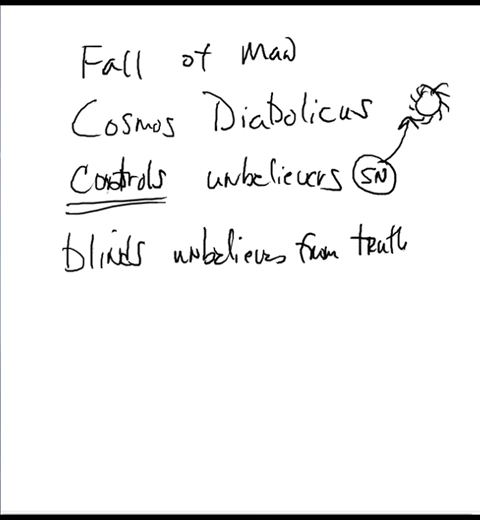 Fall of Man
Cosmos Diabolicus
Controls unbelievers SN
blinds unbelievers from truth